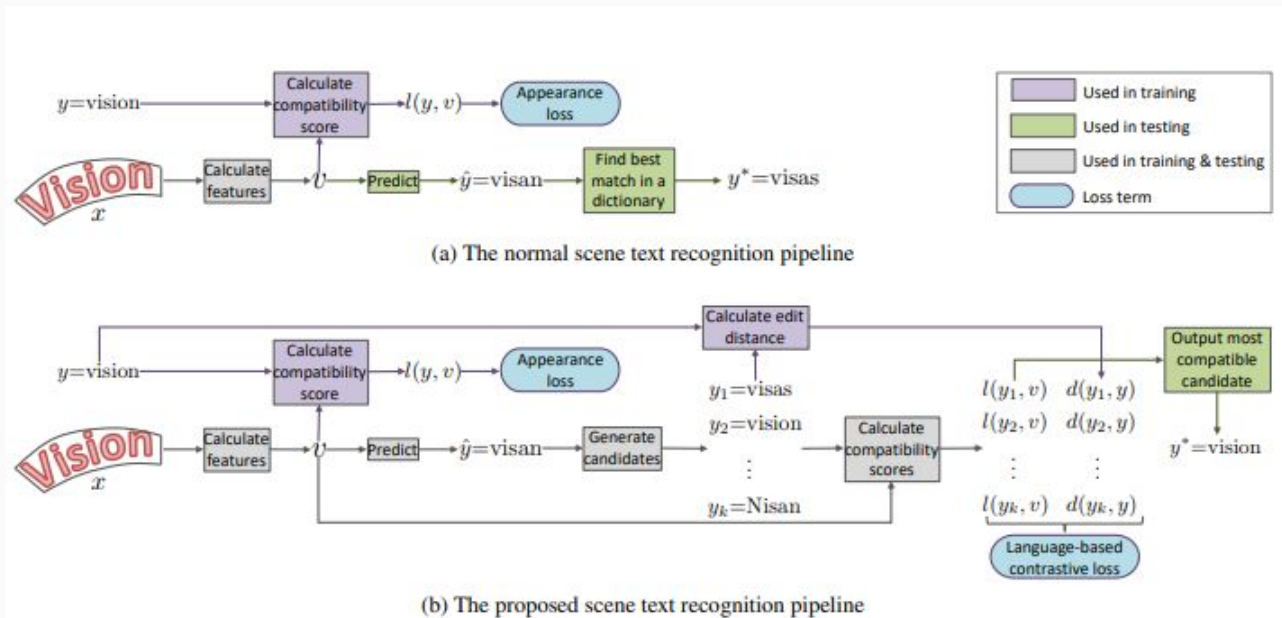 Calculate
compatibility
score
y=vision
l(y, v)
Appearance
loss
Vision
x
Calculate
features
v
Predict
ŷ=visan
Find best
match in a
dictionary
y*=visas
Used in training
Used in testing
Used in training & testing
Loss term
(a) The normal scene text recognition pipeline
Calculate edit
distance
y=vision
Calculate
compatibility
score
l(y, v)
Appearance
loss
Vision
x
Calculate
features
v
Predict
ŷ=visan
Generate
candidates
y₁=visas
y₂=vision
⋮
yₖ=Nisan
Calculate
compatibility
scores
l(y₁, v) d(y₁, y)
l(y₂, v) d(y₂, y)
⋮ ⋮
l(yₖ, v) d(yₖ, y)
Language-based
contrastive loss
Output most
compatible
candidate
y*=vision
(b) The proposed scene text recognition pipeline